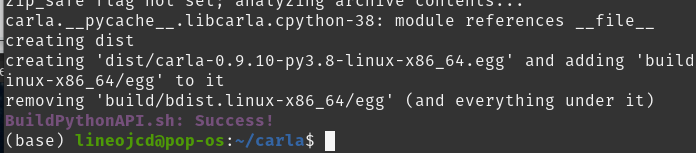 zip_safe flag not set; analyzing archive contents...
carla.__pycache__.libcarla.cpython-38: module references __file__
creating dist
creating 'dist/carla-0.9.10-py3.8-linux-x86_64.egg' and adding 'build
inux-x86_64/egg' to it
removing 'build/bdist.linux-x86_64/egg' (and everything under it)
BuildPythonAPI.sh: Success!
(base) lineojcd@pop-os:~/carla$